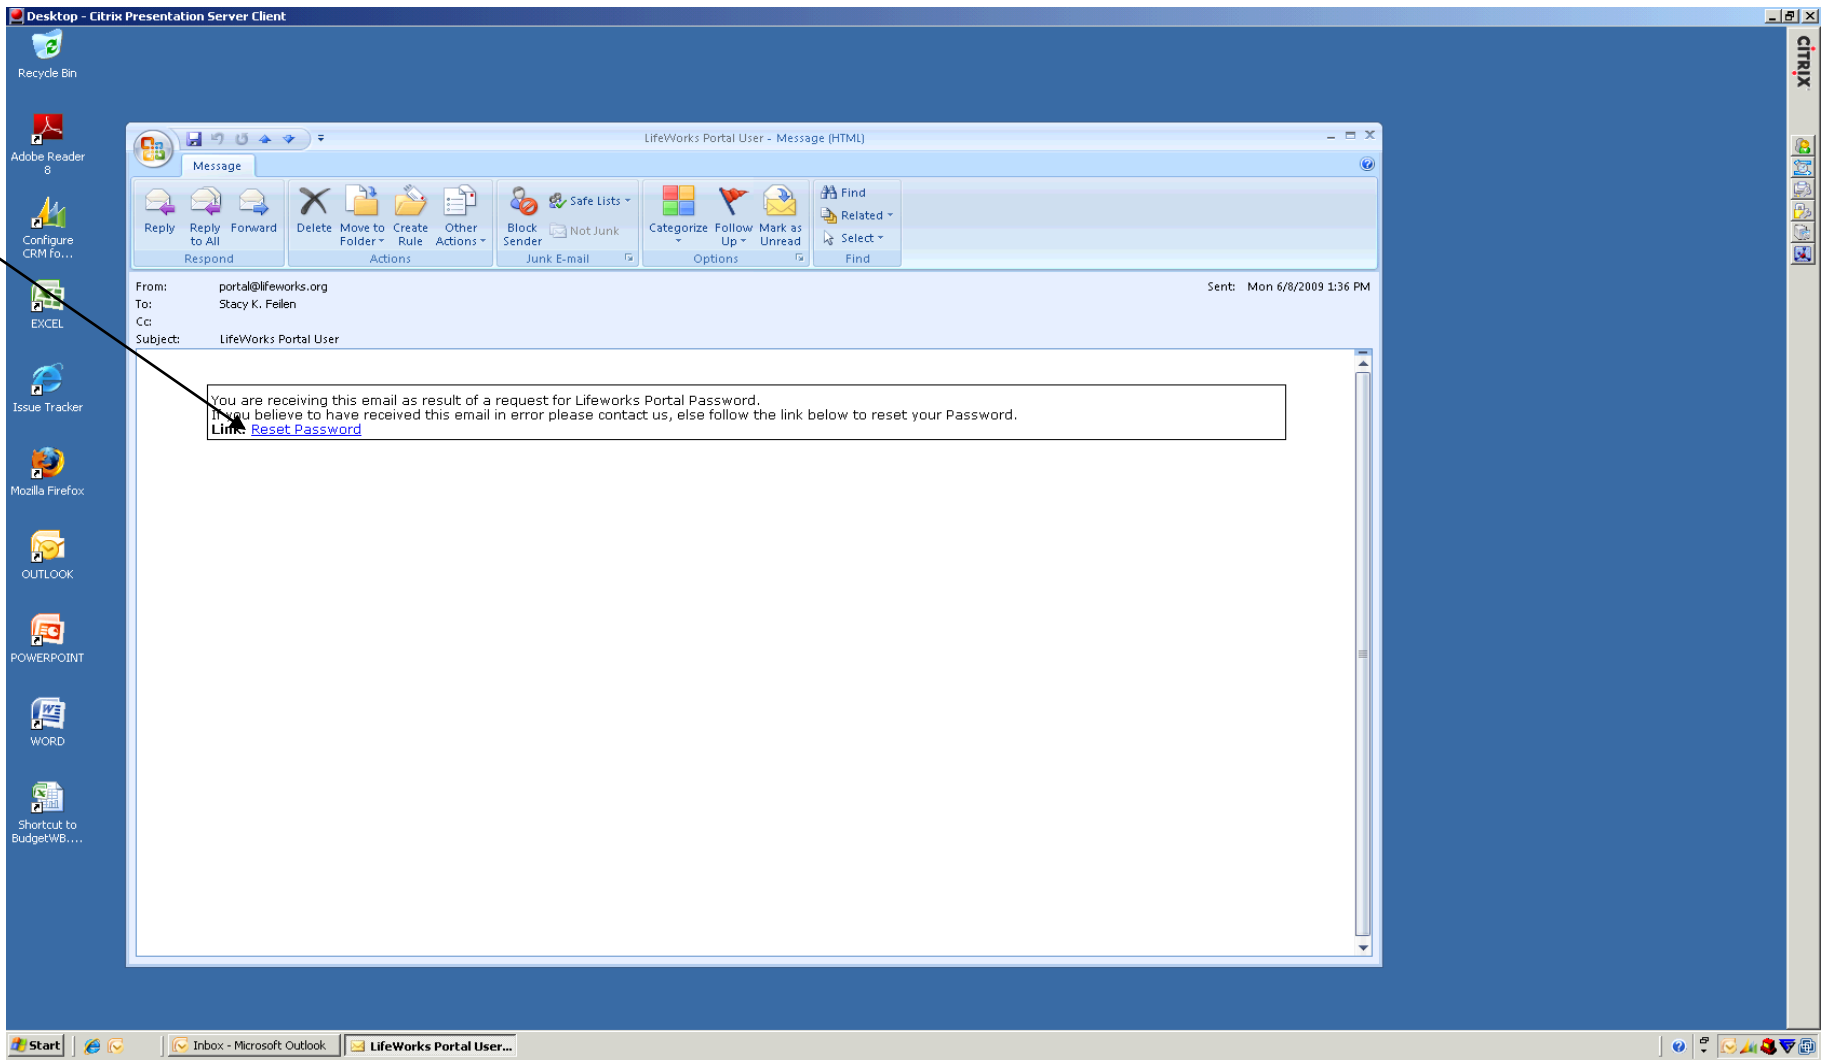 Desktop - Citrix Presentation Server Client
CITRIX
Recycle Bin
Adobe Reader
8
Configure
CRM fo...
EXCEL
Issue Tracker
Mozilla Firefox
OUTLOOK
POWERPOINT
WORD
Shortcut to
BudgetWB....
LifeWorks Portal User - Message (HTML)
Message
Reply
Reply
to All
Forward
Respond
Delete
Move to
Folder
Create
Rule
Other
Actions
Actions
Block
Sender
Safe Lists
Not Junk
Junk E-mail
Categorize
Follow
Up
Mark as
Unread
Options
Find
Related
Select
Find
From: portal@lifeworks.org
Sent: Mon 6/8/2009 1:36 PM
To: Stacy K. Feilen
Cc:
Subject: LifeWorks Portal User
You are receiving this email as result of a request for Lifeworks Portal Password.
If you believe to have received this email in error please contact us, else follow the link below to reset your Password.
Link: Reset Password
Start
Inbox - Microsoft Outlook
LifeWorks Portal User...